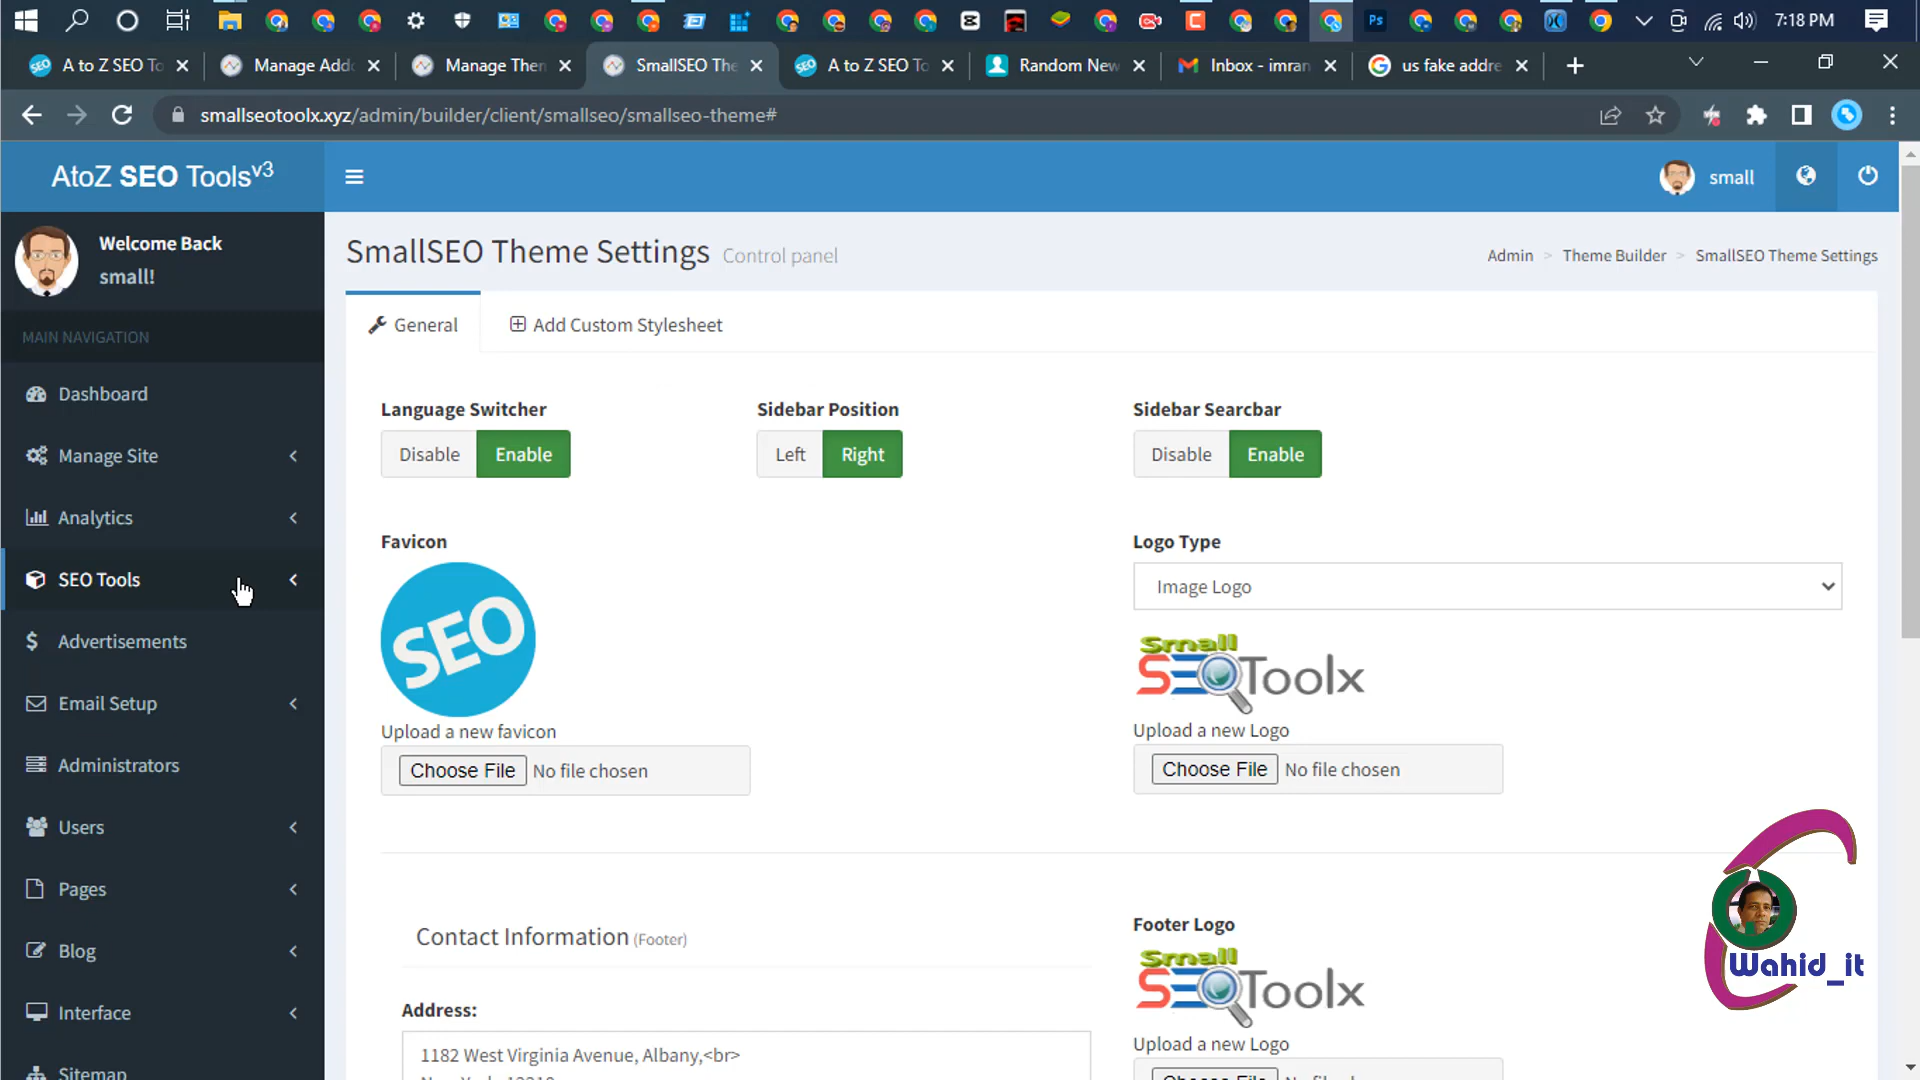 7:18 PM
A to Z SEO To
Manage Addo
Manage Them
SmallSEO The
A to Z SEO To
Random New
Inbox - imran
us fake addre
smallseotoolx.xyz/admin/builder/client/smallseo/smallseo-theme#
AtoZ SEO Tools v3
small
Welcome Back
small!
SmallSEO Theme Settings Control panel
Admin > Theme Builder > SmallSEO Theme Settings
General
Add Custom Stylesheet
MAIN NAVIGATION
Dashboard
Manage Site
Analytics
SEO Tools
Advertisements
Email Setup
Administrators
Users
Pages
Blog
Interface
Sitemap
Language Switcher
Disable Enable
Sidebar Position
Left Right
Sidebar Searcbar
Disable Enable
Favicon
SEO
Upload a new favicon
Choose File No file chosen
Logo Type
Image Logo
Small
SEOToolx
Upload a new Logo
Choose File No file chosen
Contact Information (Footer)
Address:
1182 West Virginia Avenue, Albany,<br>
Footer Logo
Small
SEOToolx
Upload a new Logo
Wahid_it